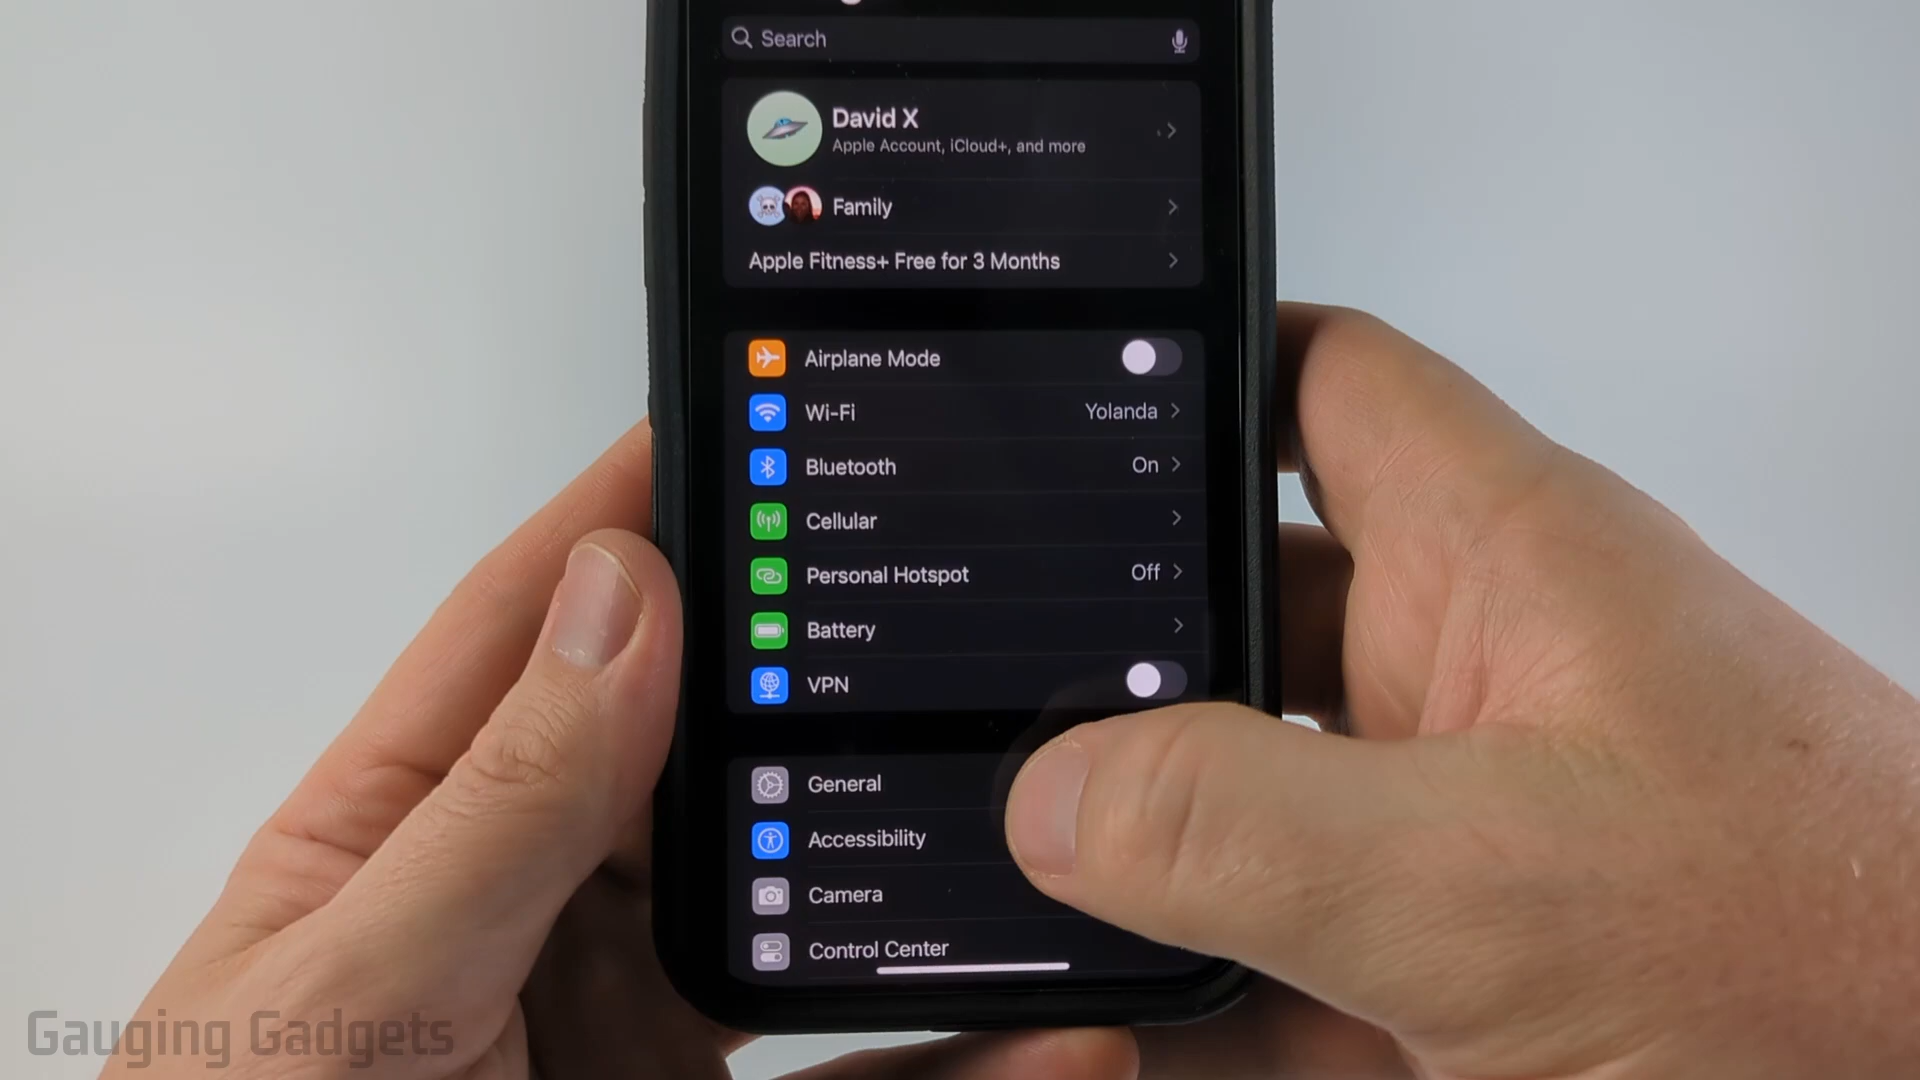 Search
David X
Apple Account, iCloud+, and more
Family
Apple Fitness+ Free for 3 Months
Airplane Mode
Wi-Fi Yolanda
Bluetooth On
Cellular
Personal Hotspot Off
Battery
VPN
General
Accessibility
Camera
Control Center
Gauging Gadgets